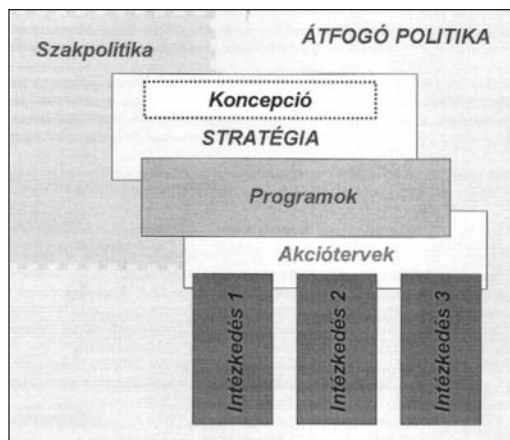 ÁTFOGÓ POLITIKA
Szakpolitika
Koncepció
STRATÉGIA
Programok
Akciótervek
Intézkedés 1
Intézkedés 2
Intézkedés 3